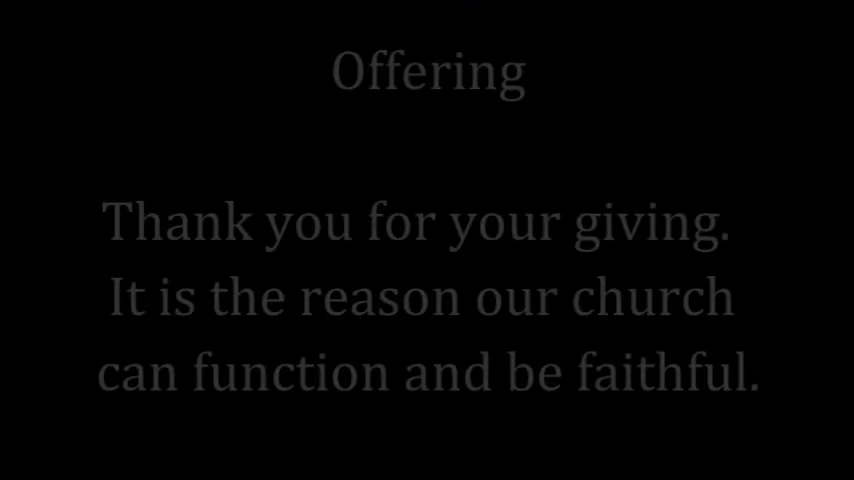 Offering
Thank you for your giving.
It is the reason our church
can function and be faithful.